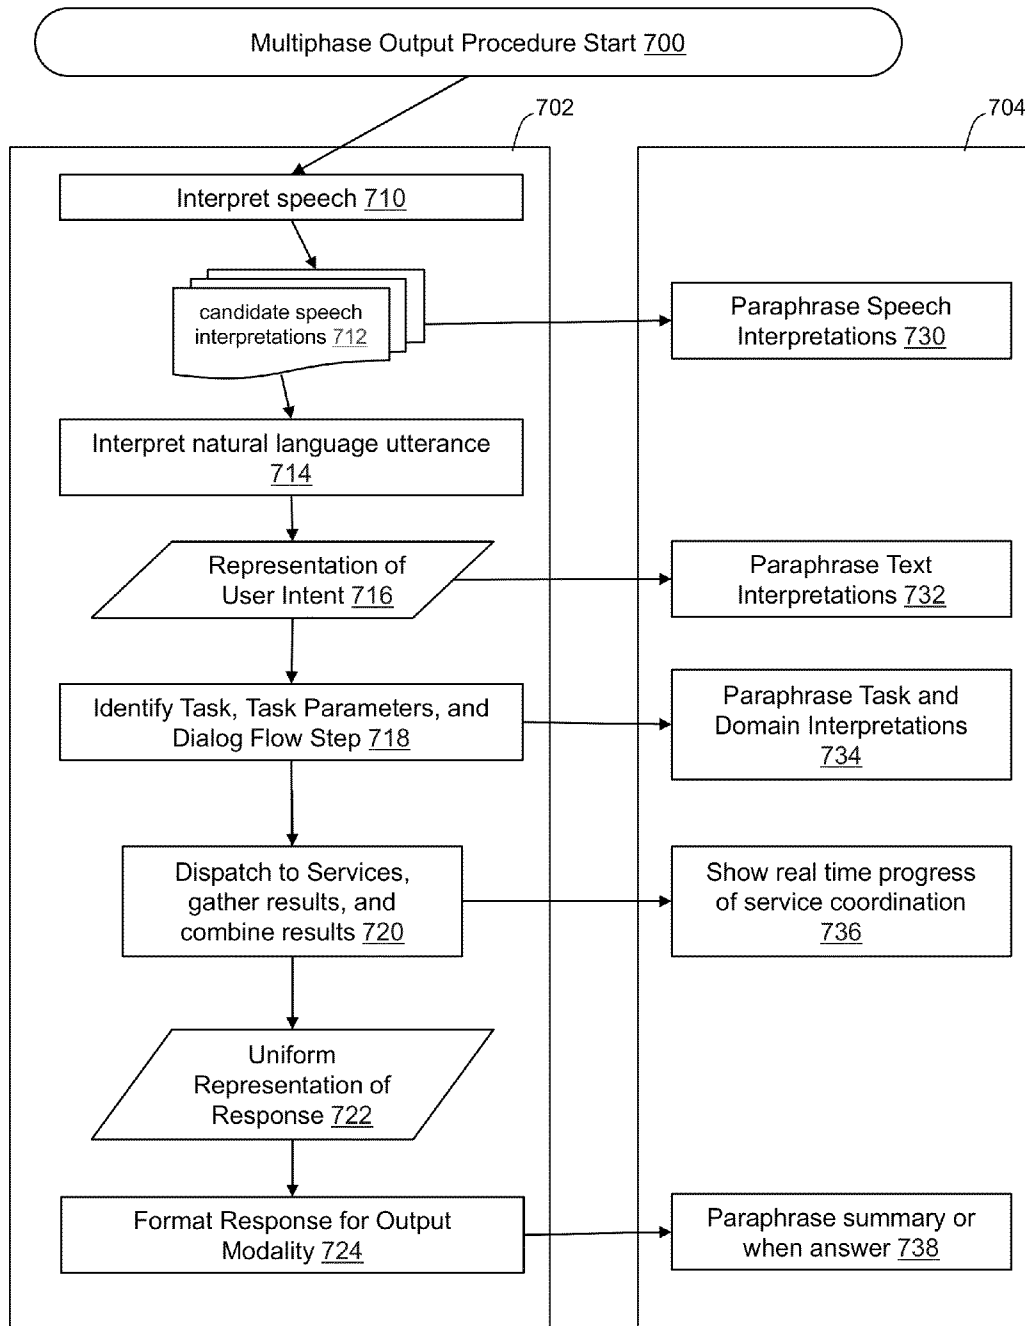 Multiphase Output Procedure Start 700
702
704
Interpret speech 710
candidate speech
interpretations 712
Paraphrase Speech
Interpretations 730
Interpret natural language utterance
714
Representation of
User Intent 716
Paraphrase Text
Interpretations 732
Identify Task, Task Parameters, and
Dialog Flow Step 718
Paraphrase Task and
Domain Interpretations
734
Dispatch to Services,
gather results, and
combine results 720
Show real time progress
of service coordination
736
Uniform
Representation of
Response 722
Format Response for Output
Modality 724
Paraphrase summary or
when answer 738